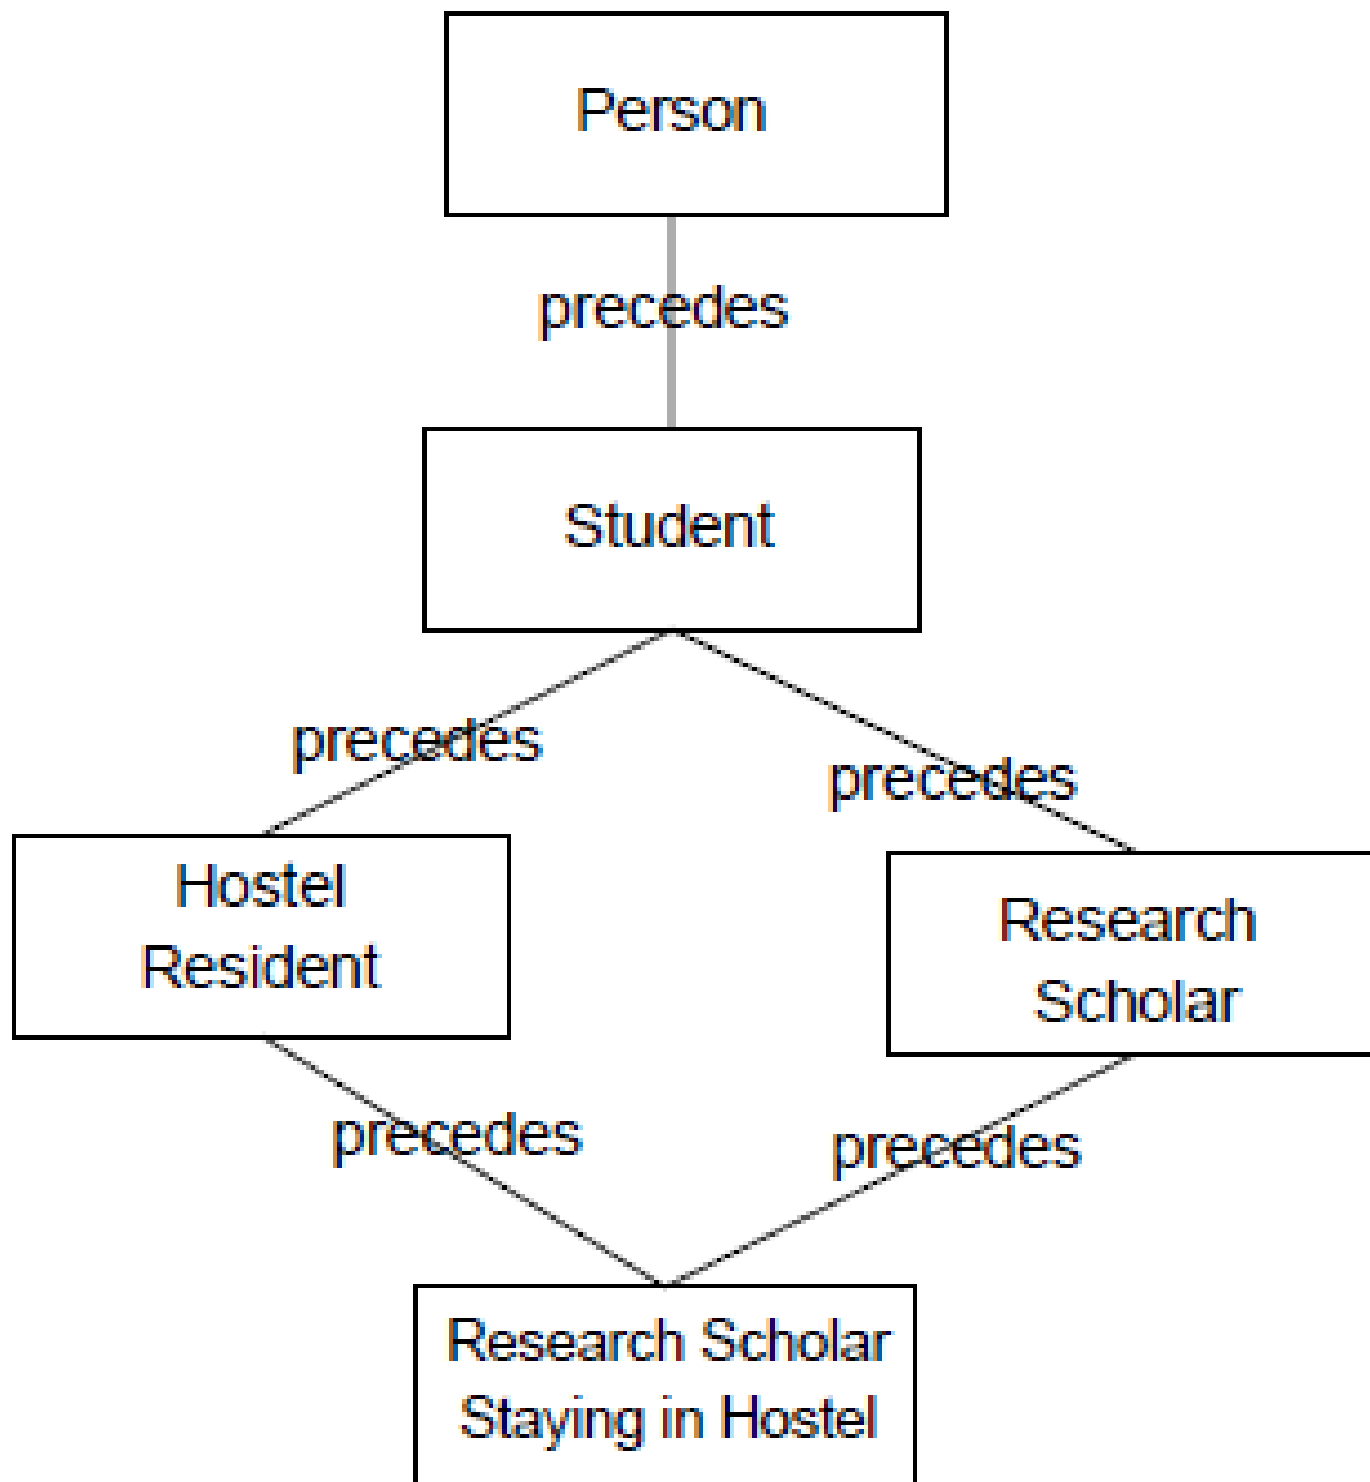 Person
precedes
Student
precedes
precedes
Hostel
Resident
Research
Scholar
precedes
precedes
Research Scholar
Staying in Hostel